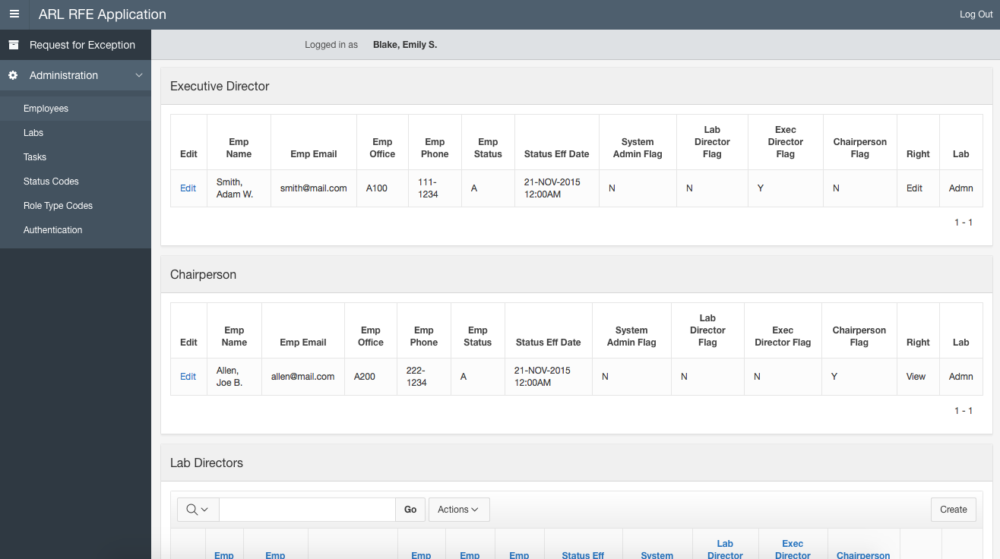 ARL RFE Application
Log Out
Request for Exception
Logged in as Blake, Emily S.
Administration
Employees
Labs
Tasks
Status Codes
Role Type Codes
Authentication
Executive Director
Edit Emp Name Emp Email Emp Office Emp Phone Emp Status Status Eff Date System Admin Flag Lab Director Flag Exec Director Flag Chairperson Flag Right Lab
Edit Smith, Adam W. smith@mail.com A100 111-1234 A 21-NOV-2015 12:00AM N N Y N Edit Admn
1 - 1
Chairperson
Edit Emp Name Emp Email Emp Office Emp Phone Emp Status Status Eff Date System Admin Flag Lab Director Flag Exec Director Flag Chairperson Flag Right Lab
Edit Allen, Joe B. allen@mail.com A200 222-1234 A 21-NOV-2015 12:00AM N N N Y View Admn
1 - 1
Lab Directors
Go Actions Create
Emp Emp Emp Emp Emp Status Eff System Lab Director Exec Director Chairperson